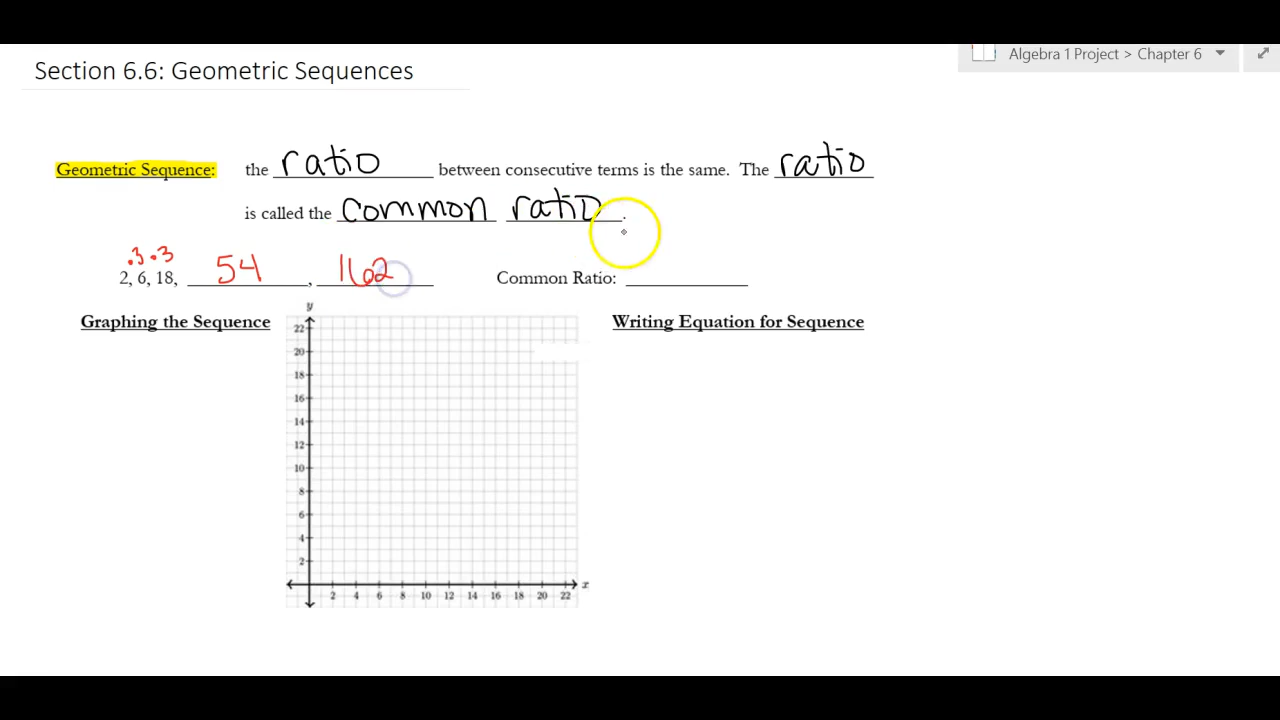 Algebra 1 Project > Chapter 6
Section 6.6: Geometric Sequences
Geometric Sequence: the ratio between consecutive terms is the same. The ratio
is called the common ratio.
.3 .3
2, 6, 18, 54, 162 Common Ratio:
Graphing the Sequence
Writing Equation for Sequence
y
22
20
18
16
14
12
10
8
6
4
2
x
2 4 6 8 10 12 14 16 18 20 22